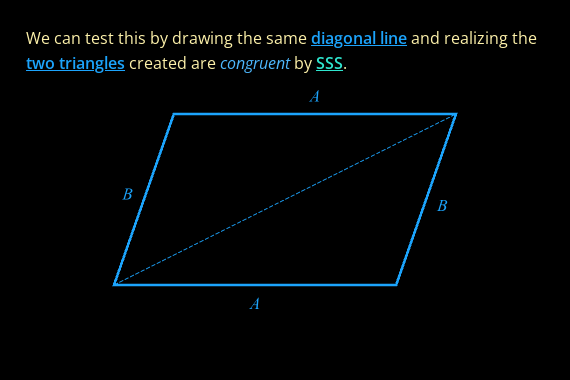 We can test this by drawing the same diagonal line and realizing the
two triangles created are congruent by SSS.
A
B
B
A